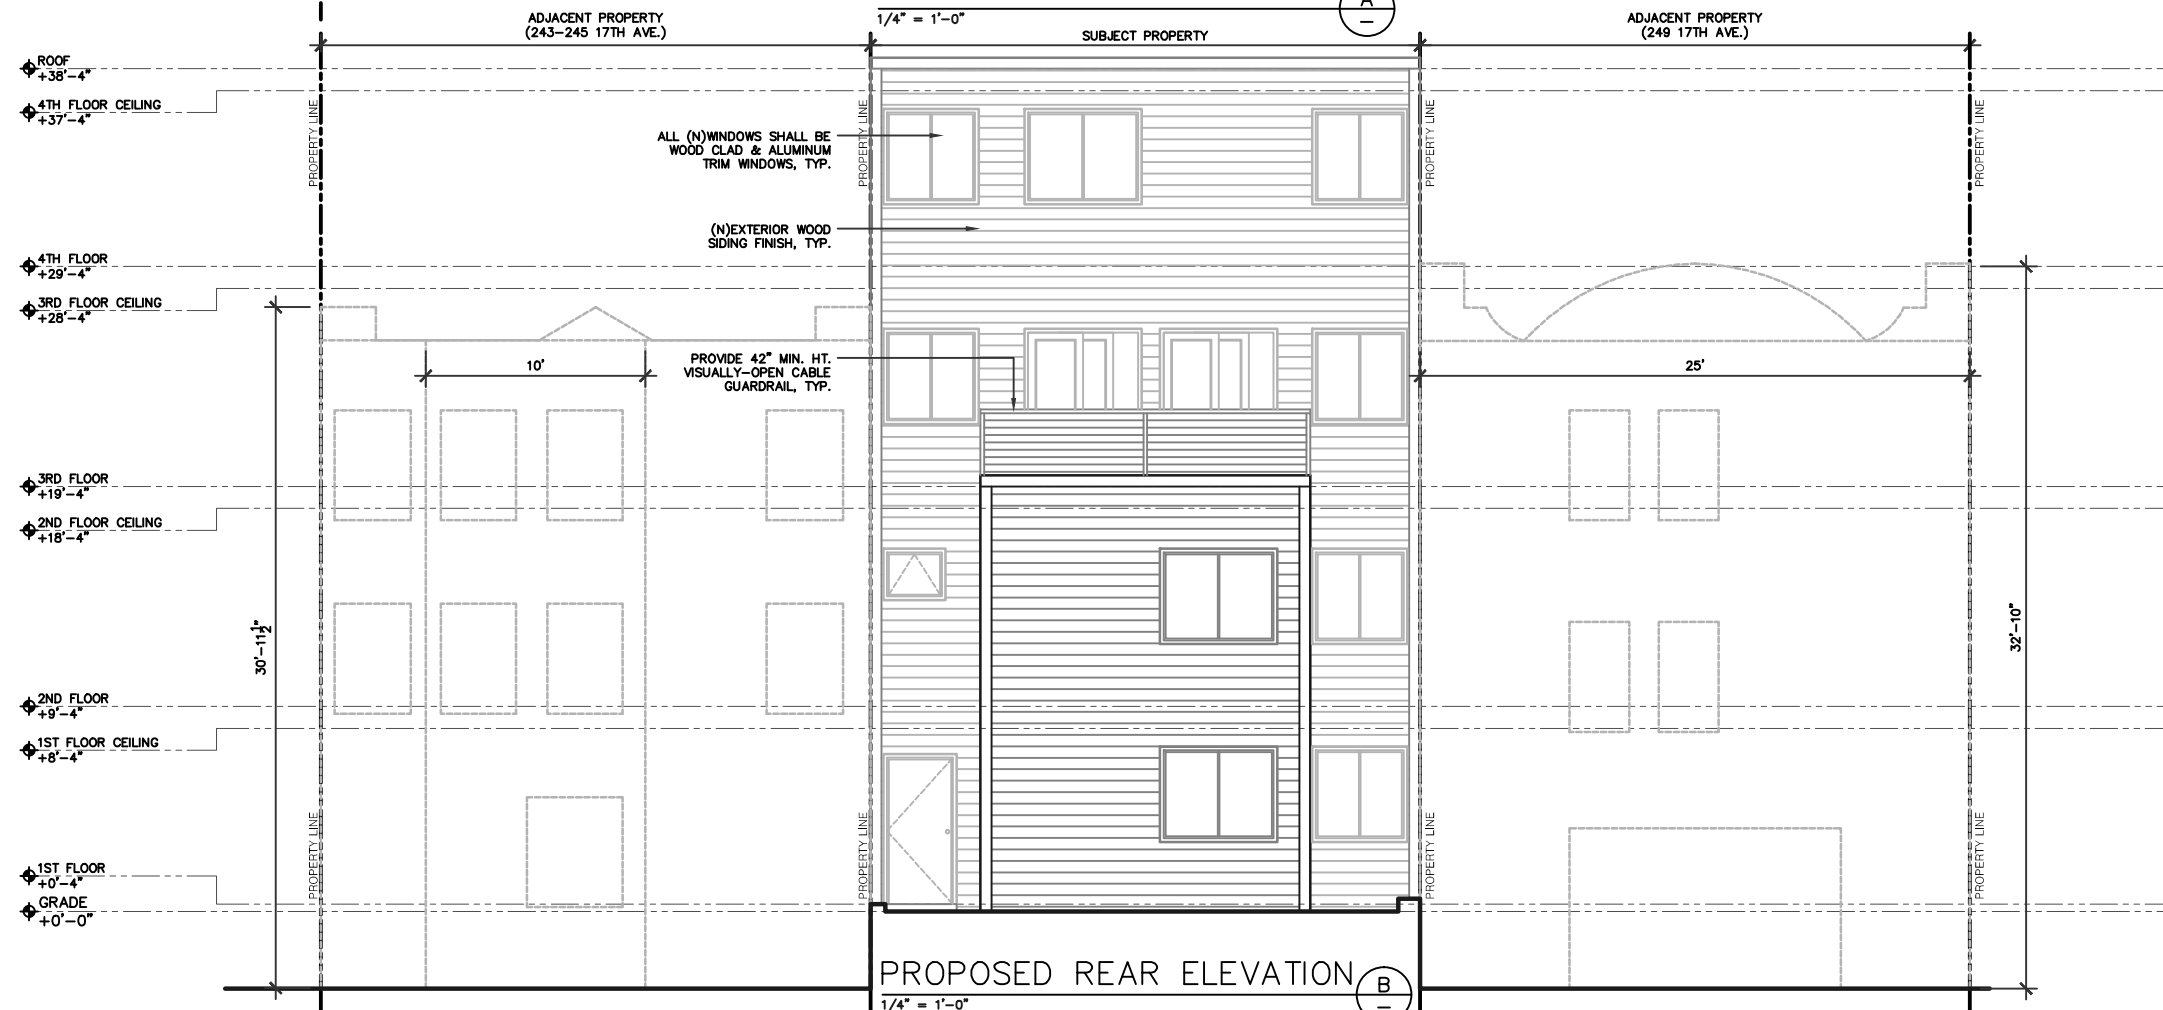 A
–
1/4" = 1'-0"
ADJACENT PROPERTY
(243-245 17TH AVE.)
SUBJECT PROPERTY
ADJACENT PROPERTY
(249 17TH AVE.)
ROOF
+38'-4"
4TH FLOOR CEILING
+37'-4"
PROPERTY LINE
PROPERTY LINE
PROPERTY LINE
PROPERTY LINE
ALL (N)WINDOWS SHALL BE
WOOD CLAD & ALUMINUM
TRIM WINDOWS, TYP.
(N)EXTERIOR WOOD
SIDING FINISH, TYP.
4TH FLOOR
+29'-4"
3RD FLOOR CEILING
+28'-4"
PROVIDE 42" MIN. HT.
VISUALLY-OPEN CABLE
GUARDRAIL, TYP.
10'
25'
3RD FLOOR
+19'-4"
2ND FLOOR CEILING
+18'-4"
30'-11½"
32'-10"
2ND FLOOR
+9'-4"
1ST FLOOR CEILING
+8'-4"
PROPERTY LINE
PROPERTY LINE
PROPERTY LINE
PROPERTY LINE
1ST FLOOR
+0'-4"
GRADE
+0'-0"
PROPOSED REAR ELEVATION
B
–
1/4" = 1'-0"